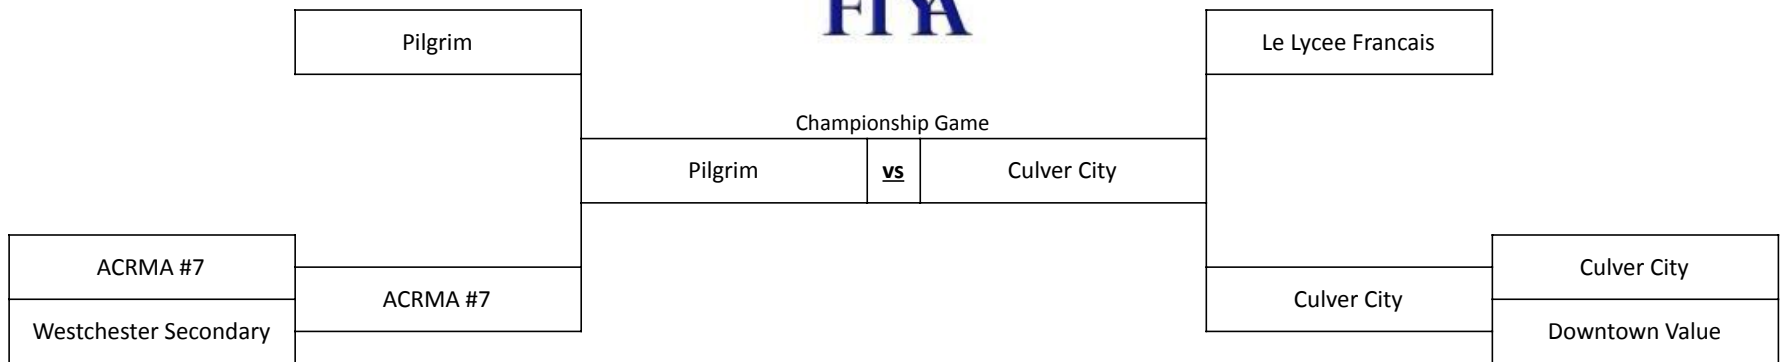 FIYA
Pilgrim
Le Lycee Francais
Championship Game
Pilgrim vs Culver City
ACRMA #7
Westchester Secondary
ACRMA #7
Culver City
Culver City
Downtown Value